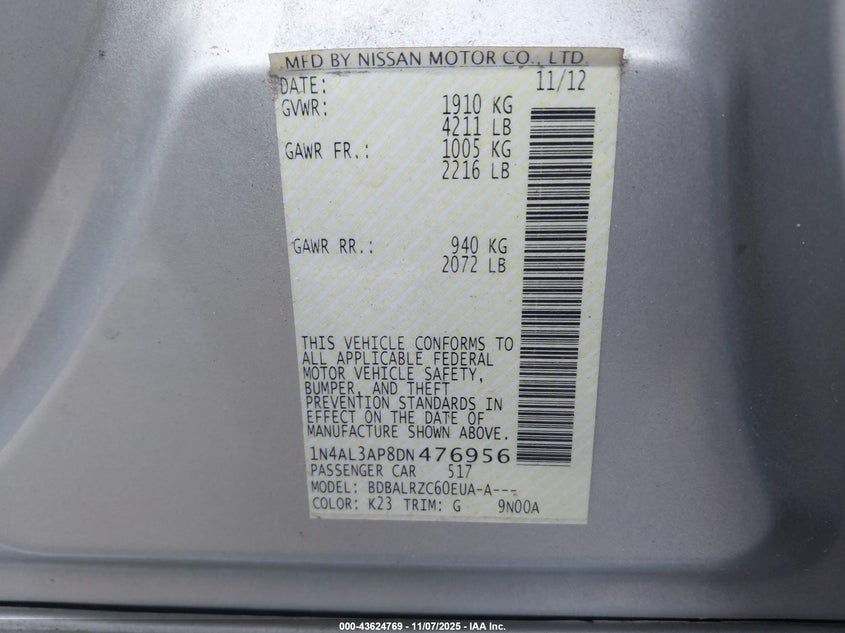 MFD BY NISSAN MOTOR CO., LTD.
DATE: 11/12
GVWR: 1910 KG
4211 LB
GAWR FR.: 1005 KG
2216 LB
GAWR RR.: 940 KG
2072 LB
THIS VEHICLE CONFORMS TO
ALL APPLICABLE FEDERAL
MOTOR VEHICLE SAFETY,
BUMPER, AND THEFT
PREVENTION STANDARDS IN
EFFECT ON THE DATE OF
MANUFACTURE SHOWN ABOVE.
1N4AL3AP8DN476956
PASSENGER CAR 517
MODEL: BDBALRZC60EUA-A---
COLOR: K23 TRIM: G 9N00A
000-43624769 - 11/07/2025 - IAA Inc.